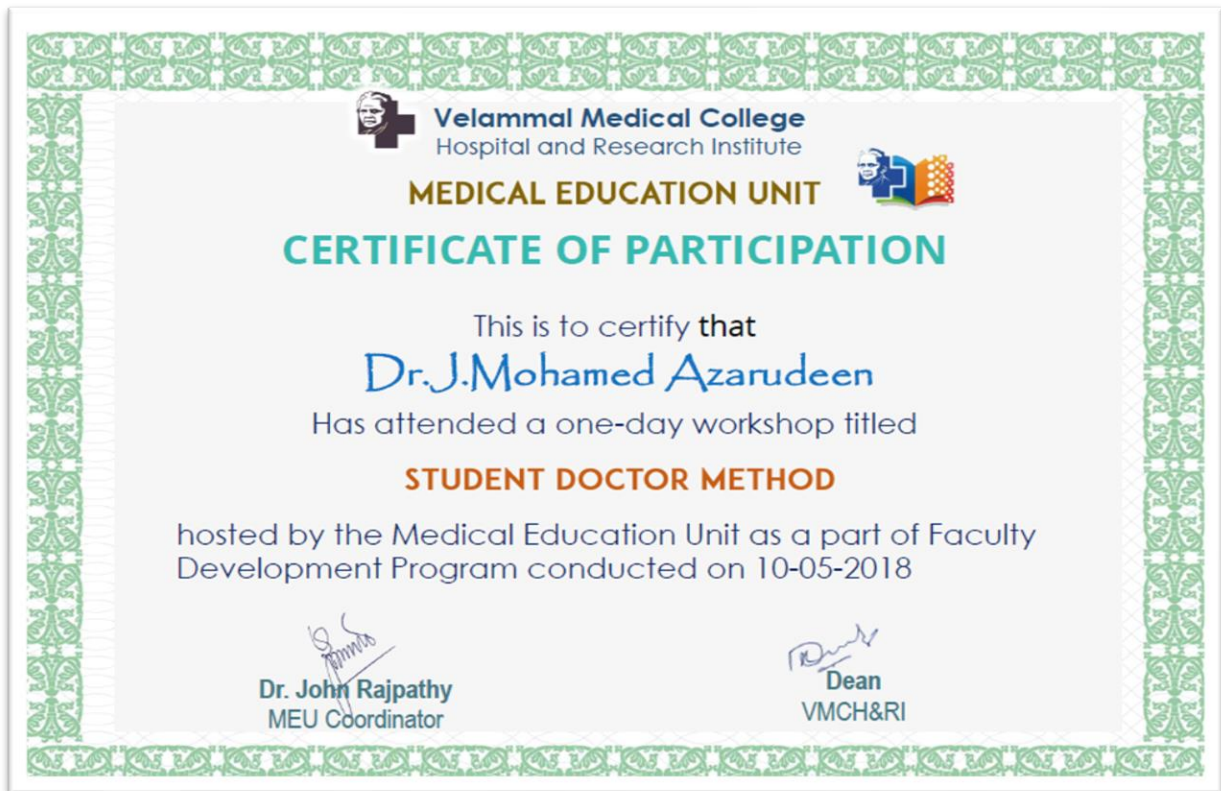 Velammal Medical College
Hospital and Research Institute
MEDICAL EDUCATION UNIT
CERTIFICATE OF PARTICIPATION
This is to certify that
Dr.J.Mohamed Azarudeen
Has attended a one-day workshop titled
STUDENT DOCTOR METHOD
hosted by the Medical Education Unit as a part of Faculty
Development Program conducted on 10-05-2018
Dr. John Rajpathy
MEU Coordinator
Dean
VMCH&RI